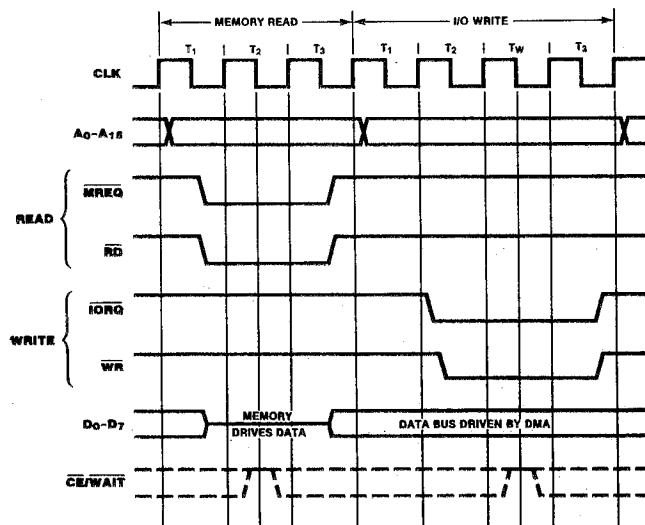 MEMORY READ I/O WRITE
T1 T2 T3 T1 T2 TW T3
CLK
A0-A15
READ
MREQ
RD
WRITE
IORQ
WR
D0-D7
MEMORY
DRIVES DATA
DATA BUS DRIVEN BY DMA
CE/WAIT